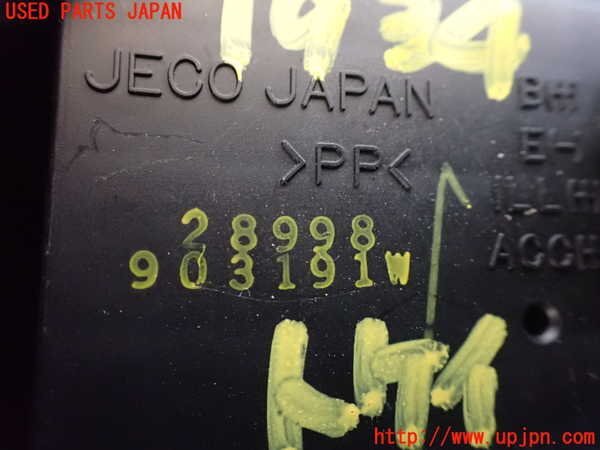 USED PARTS JAPAN
1934
JECO JAPAN
>PP<
28998
903191W
http://www.upjpn.com